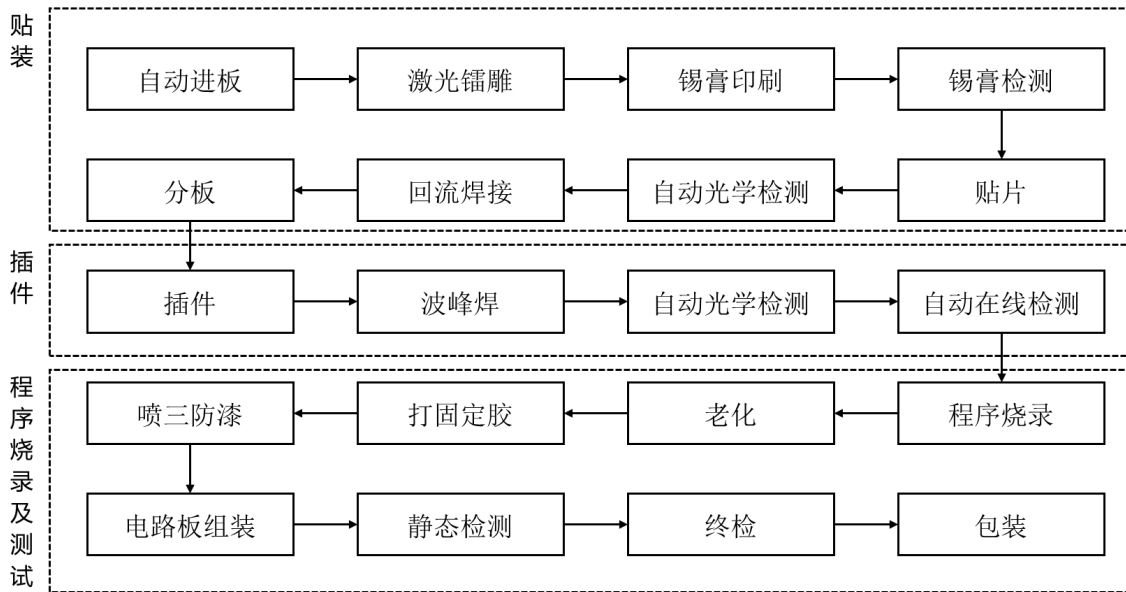 贴装
自动进板
激光镭雕
锡膏印刷
锡膏检测
分板
回流焊接
自动光学检测
贴片
插件
插件
波峰焊
自动光学检测
自动在线检测
程序烧录及测试
喷三防漆
打固定胶
老化
程序烧录
电路板组装
静态检测
终检
包装